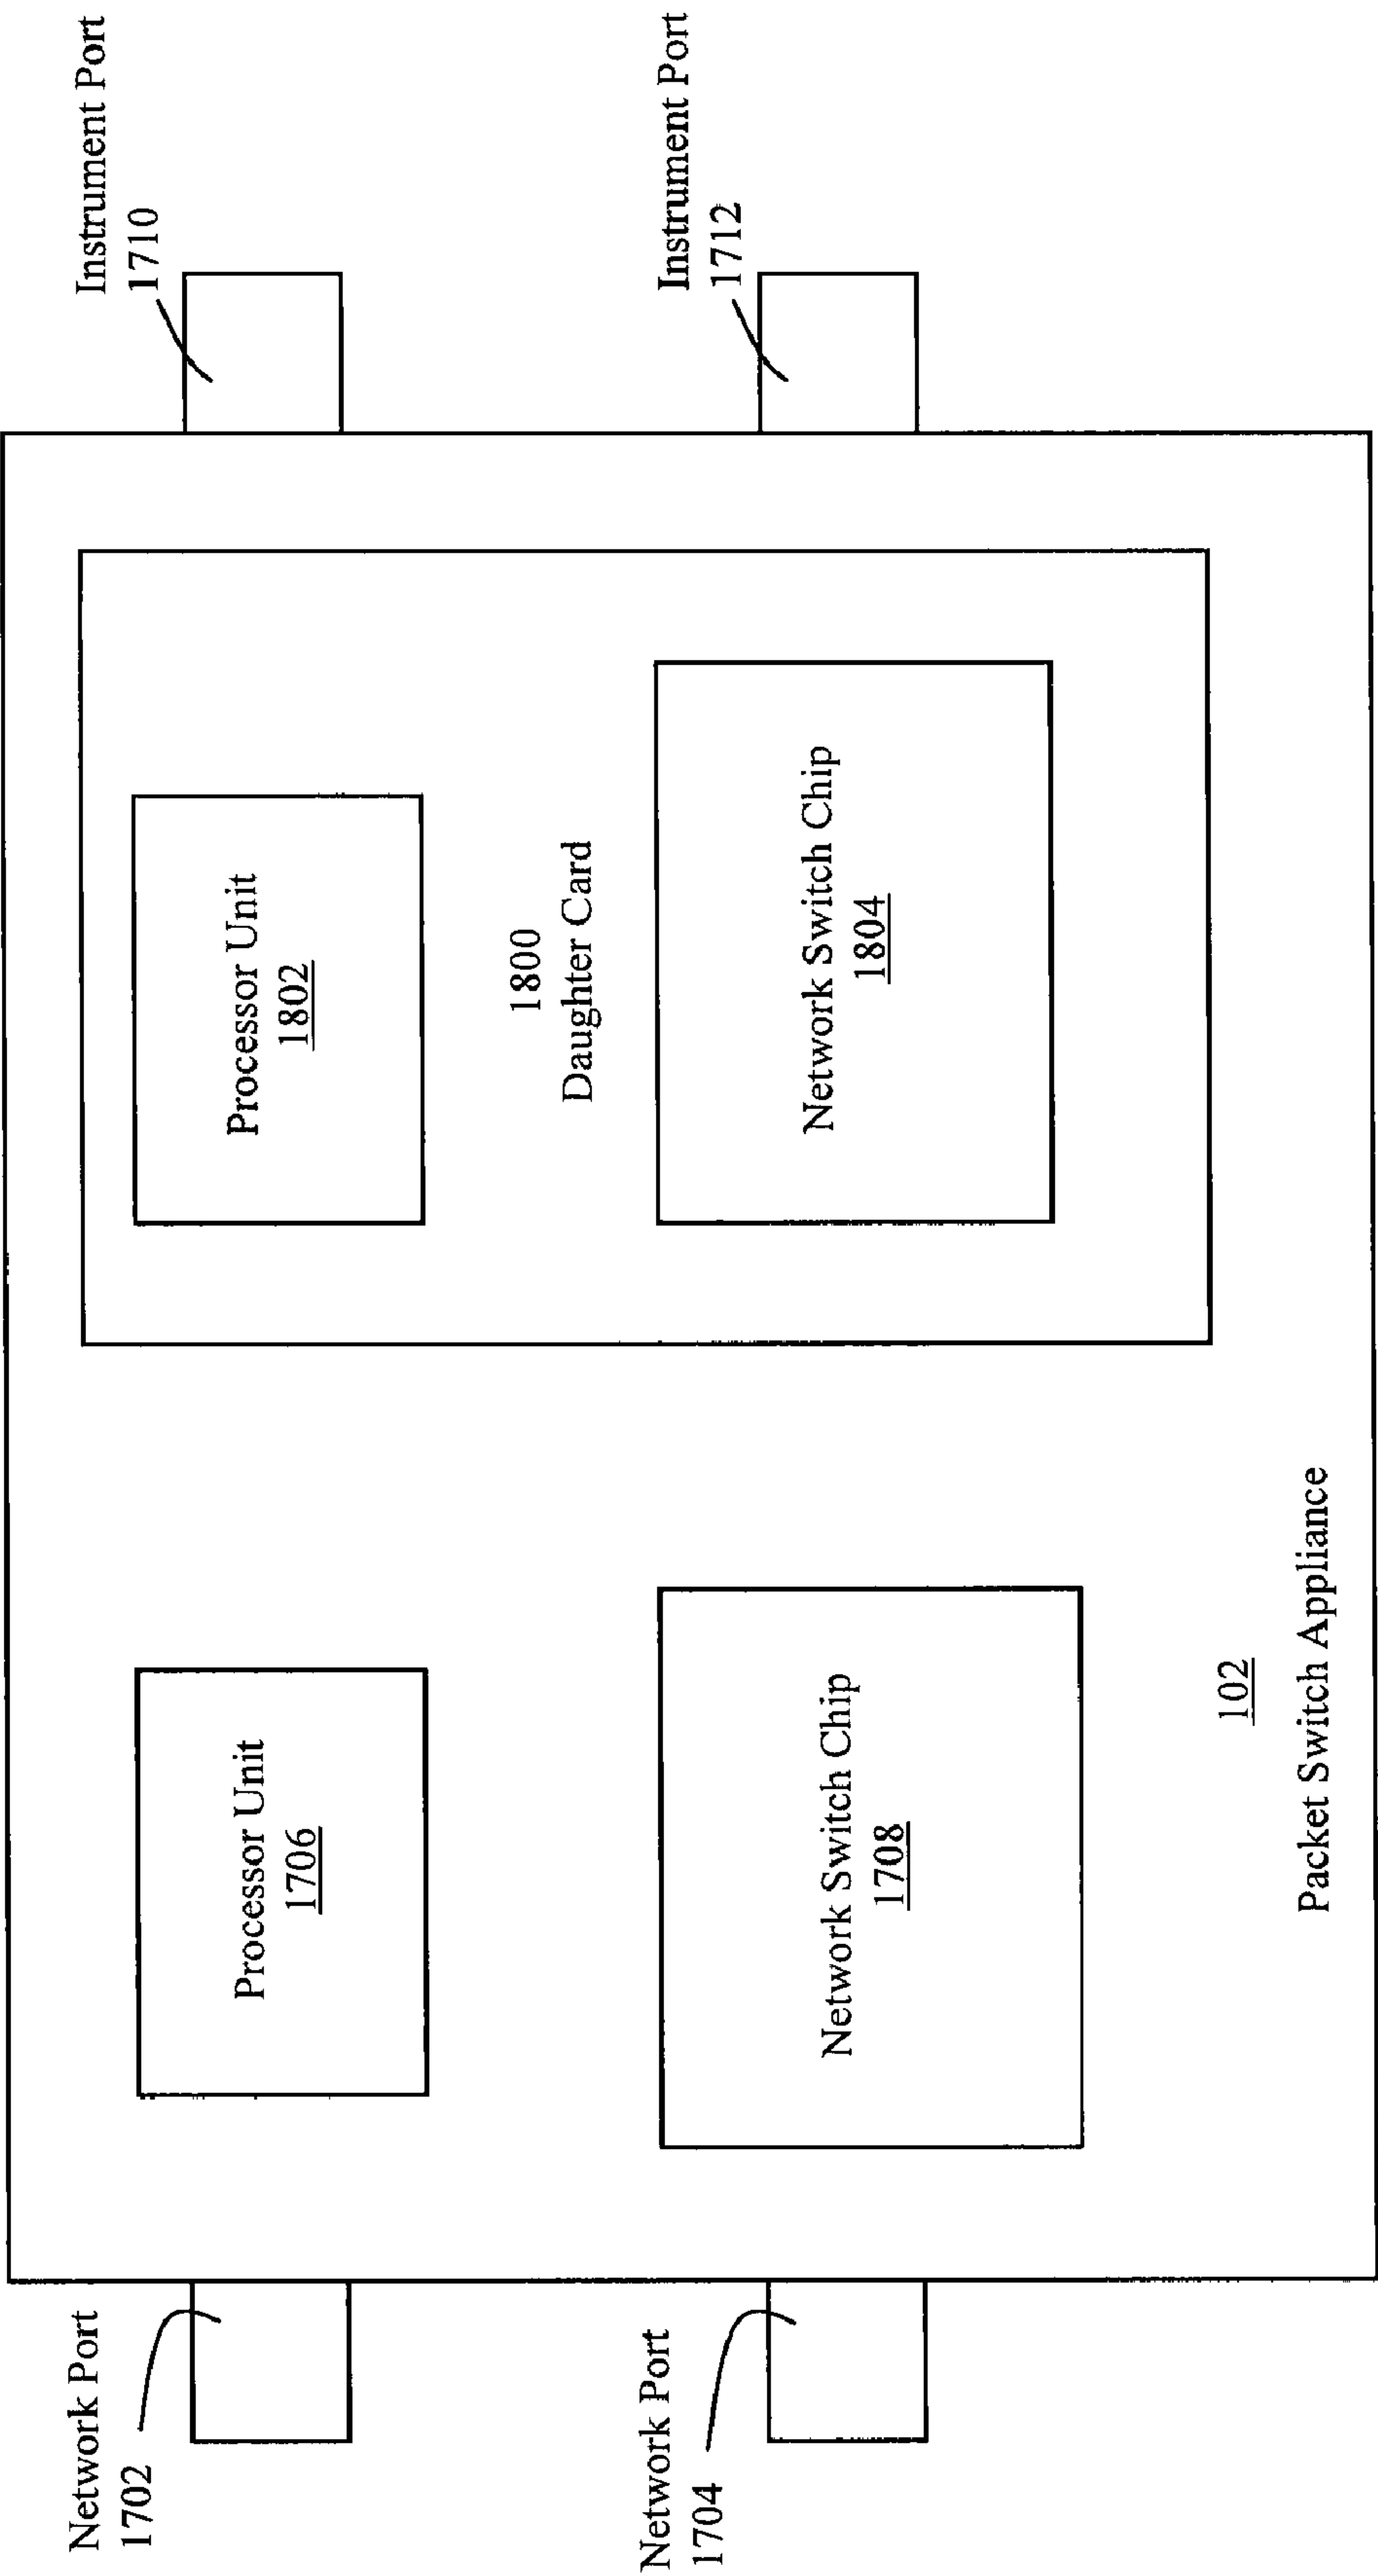 Network Port
1702
Network Port
1704
Processor Unit
1706
Network Switch Chip
1708
102
Packet Switch Appliance
Processor Unit
1802
1800
Daughter Card
Network Switch Chip
1804
Instrument Port
1710
Instrument Port
1712